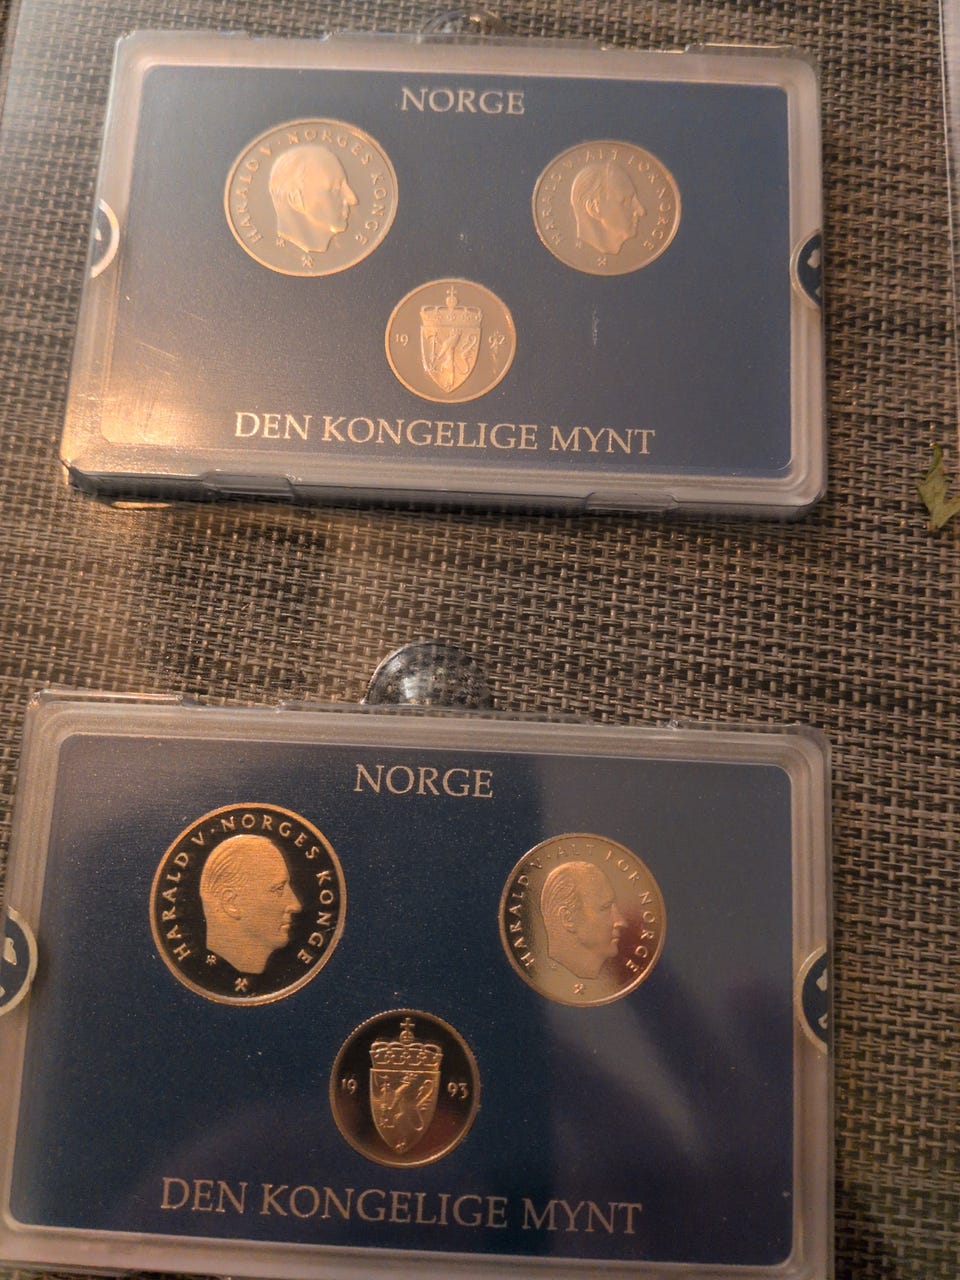 NORGE
HARALD V · NORGES KONGE
HARALD V · ALT FOR NORGE
19 92
DEN KONGELIGE MYNT
NORGE
HARALD V · NORGES KONGE
HARALD V · ALT FOR NORGE
19 93
DEN KONGELIGE MYNT